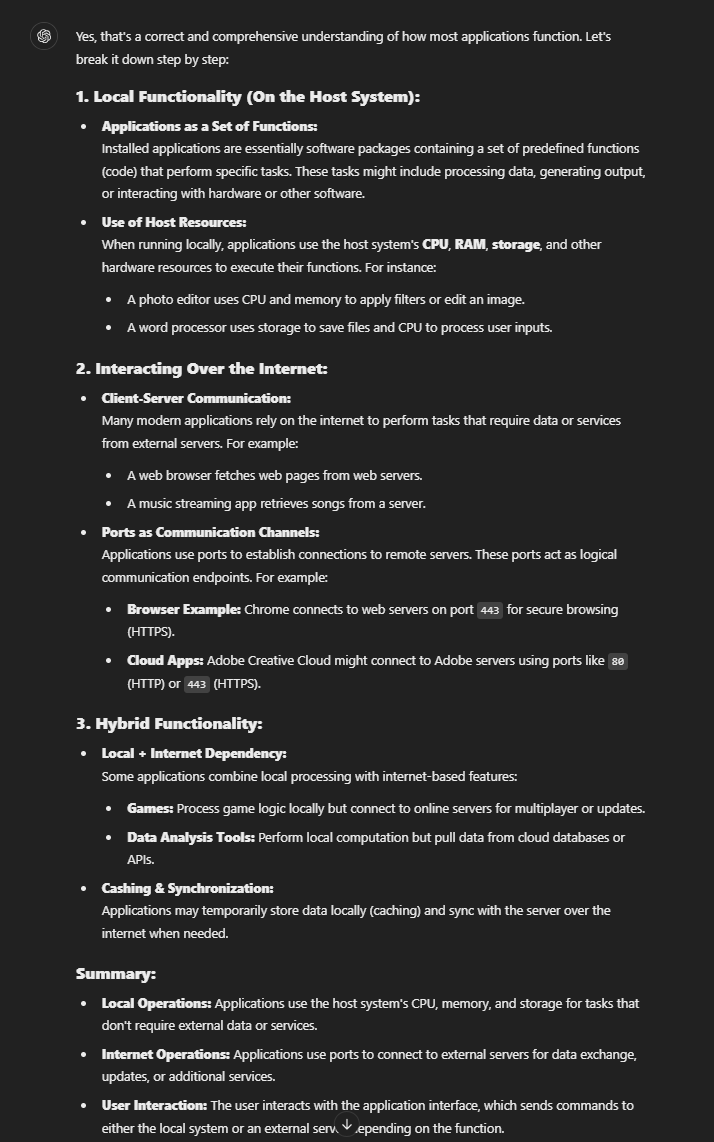 Yes, that's a correct and comprehensive understanding of how most applications function. Let's
break it down step by step:
1. Local Functionality (On the Host System):
• Applications as a Set of Functions:
Installed applications are essentially software packages containing a set of predefined functions
(code) that perform specific tasks. These tasks might include processing data, generating output,
or interacting with hardware or other software.
• Use of Host Resources:
When running locally, applications use the host system's CPU, RAM, storage, and other
hardware resources to execute their functions. For instance:
• A photo editor uses CPU and memory to apply filters or edit an image.
• A word processor uses storage to save files and CPU to process user inputs.
2. Interacting Over the Internet:
• Client-Server Communication:
Many modern applications rely on the internet to perform tasks that require data or services
from external servers. For example:
• A web browser fetches web pages from web servers.
• A music streaming app retrieves songs from a server.
• Ports as Communication Channels:
Applications use ports to establish connections to remote servers. These ports act as logical
communication endpoints. For example:
• Browser Example: Chrome connects to web servers on port 443 for secure browsing
(HTTPS).
• Cloud Apps: Adobe Creative Cloud might connect to Adobe servers using ports like 80
(HTTP) or 443 (HTTPS).
3. Hybrid Functionality:
• Local + Internet Dependency:
Some applications combine local processing with internet-based features:
• Games: Process game logic locally but connect to online servers for multiplayer or updates.
• Data Analysis Tools: Perform local computation but pull data from cloud databases or
APIs.
• Cashing & Synchronization:
Applications may temporarily store data locally (caching) and sync with the server over the
internet when needed.
Summary:
• Local Operations: Applications use the host system's CPU, memory, and storage for tasks that
don't require external data or services.
• Internet Operations: Applications use ports to connect to external servers for data exchange,
updates, or additional services.
• User Interaction: The user interacts with the application interface, which sends commands to
either the local system or an external depending on the function.